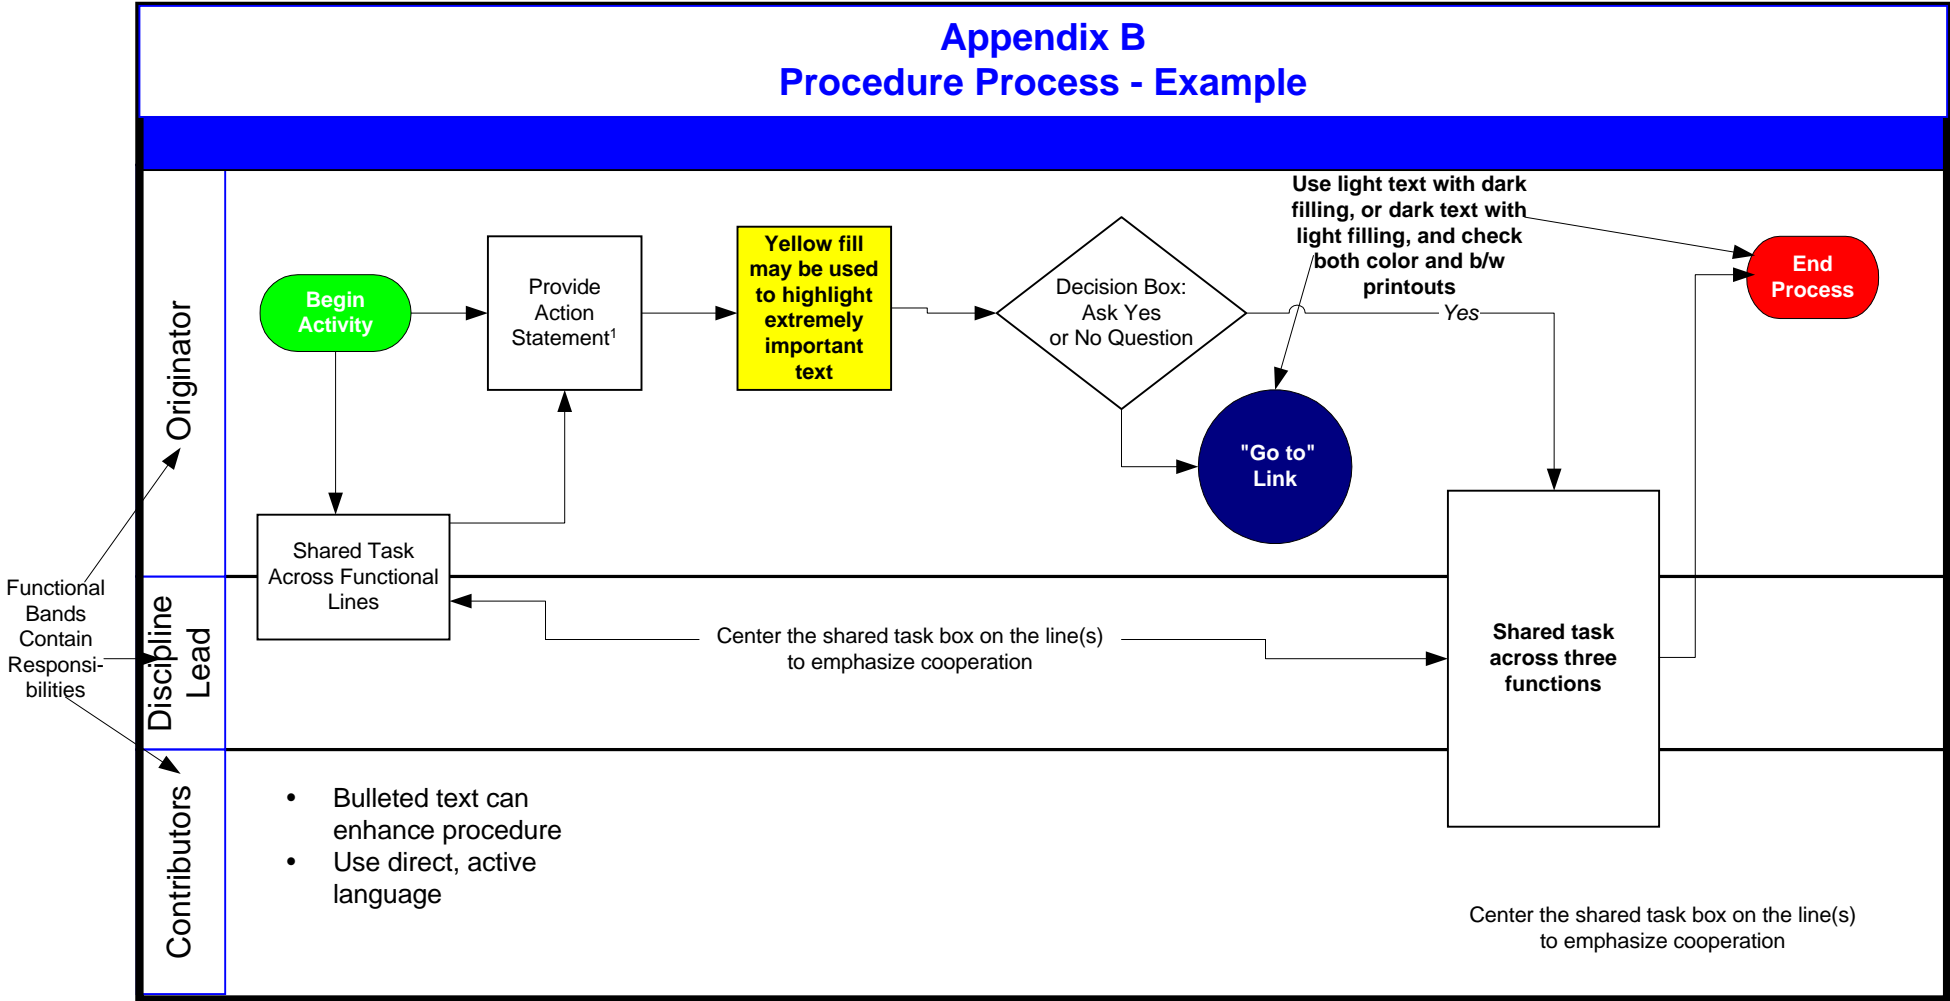 Appendix B
Procedure Process - Example
Originator
Begin
Activity
Provide
Action
Statement¹
Yellow fill
may be used
to highlight
extremely
important
text
Decision Box:
Ask Yes
or No Question
Use light text with dark
filling, or dark text with
light filling, and check
both color and b/w
printouts
Yes
End
Process
"Go to"
Link
Shared Task
Across Functional
Lines
Functional
Bands
Contain
Responsi-
bilities
Discipline
Lead
Center the shared task box on the line(s)
to emphasize cooperation
Shared task
across three
functions
Contributors
• Bulleted text can
enhance procedure
• Use direct, active
language
Center the shared task box on the line(s)
to emphasize cooperation